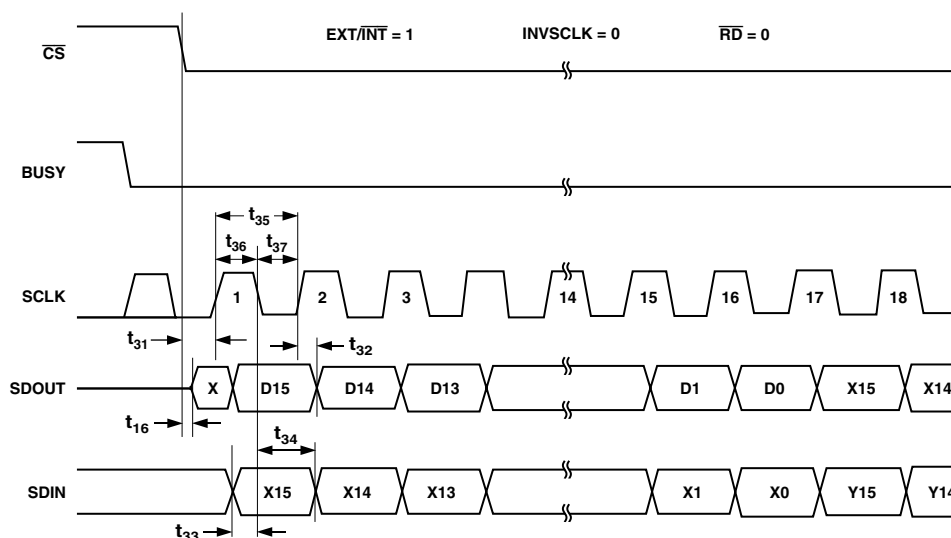 EXT/INT = 1 INVSCLK = 0 RD = 0
CS
BUSY
t35
t36 t37
SCLK 1 2 3 14 15 16 17 18
t31 t32
SDOUT X D15 D14 D13 D1 D0 X15 X14
t16 t34
SDIN X15 X14 X13 X1 X0 Y15 Y14
t33